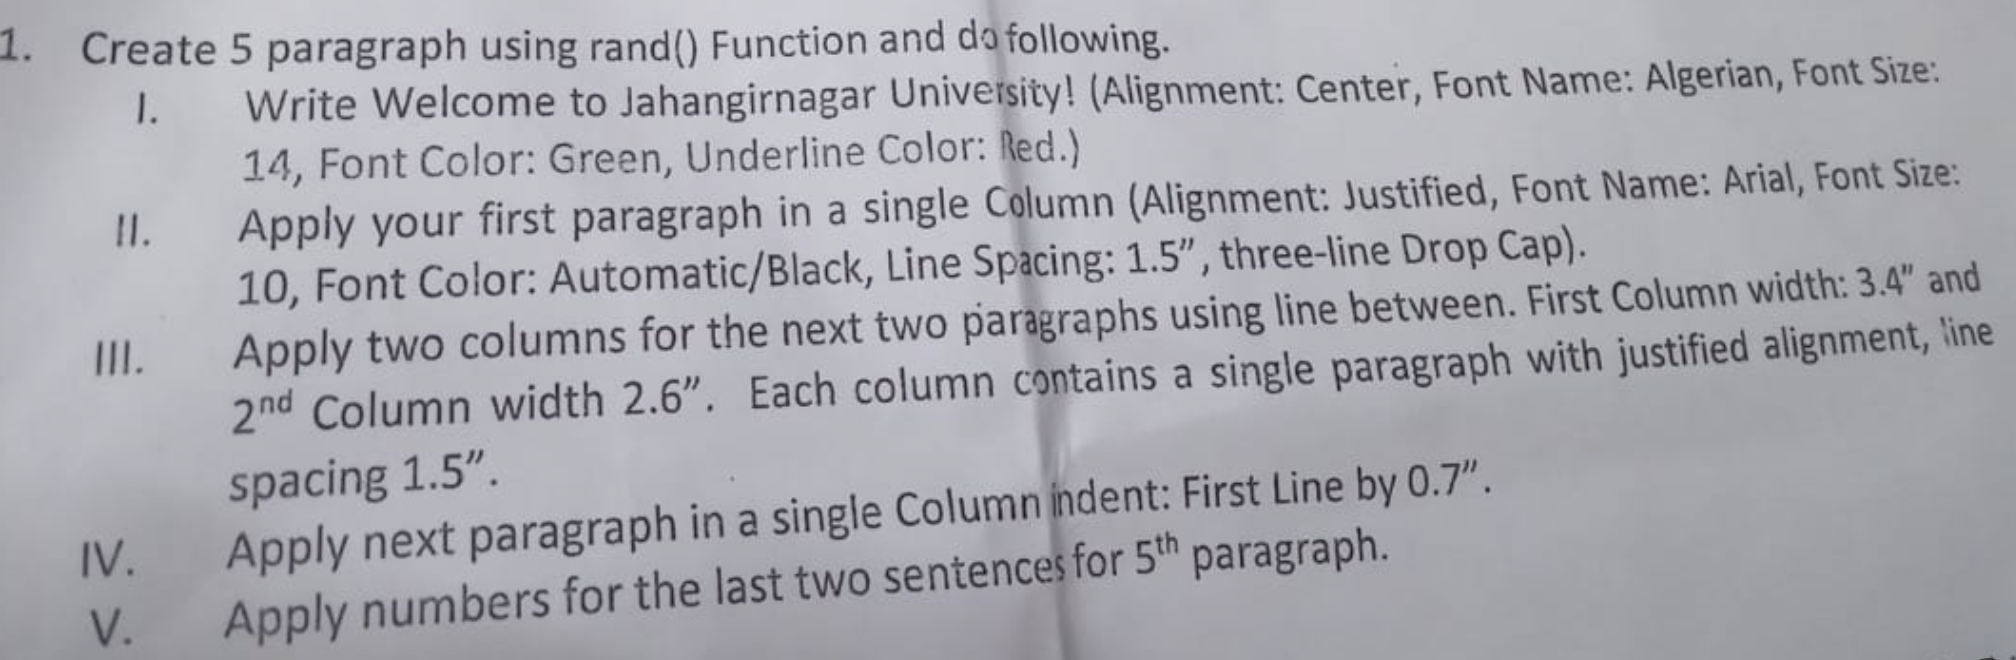 1. Create 5 paragraph using rand() Function and do following.
I. Write Welcome to Jahangirnagar University! (Alignment: Center, Font Name: Algerian, Font Size:
14, Font Color: Green, Underline Color: Red.)
II. Apply your first paragraph in a single Column (Alignment: Justified, Font Name: Arial, Font Size:
10, Font Color: Automatic/Black, Line Spacing: 1.5”, three-line Drop Cap).
III. Apply two columns for the next two paragraphs using line between. First Column width: 3.4” and
2nd Column width 2.6”. Each column contains a single paragraph with justified alignment, line
spacing 1.5”.
IV. Apply next paragraph in a single Column indent: First Line by 0.7”.
V. Apply numbers for the last two sentences for 5th paragraph.